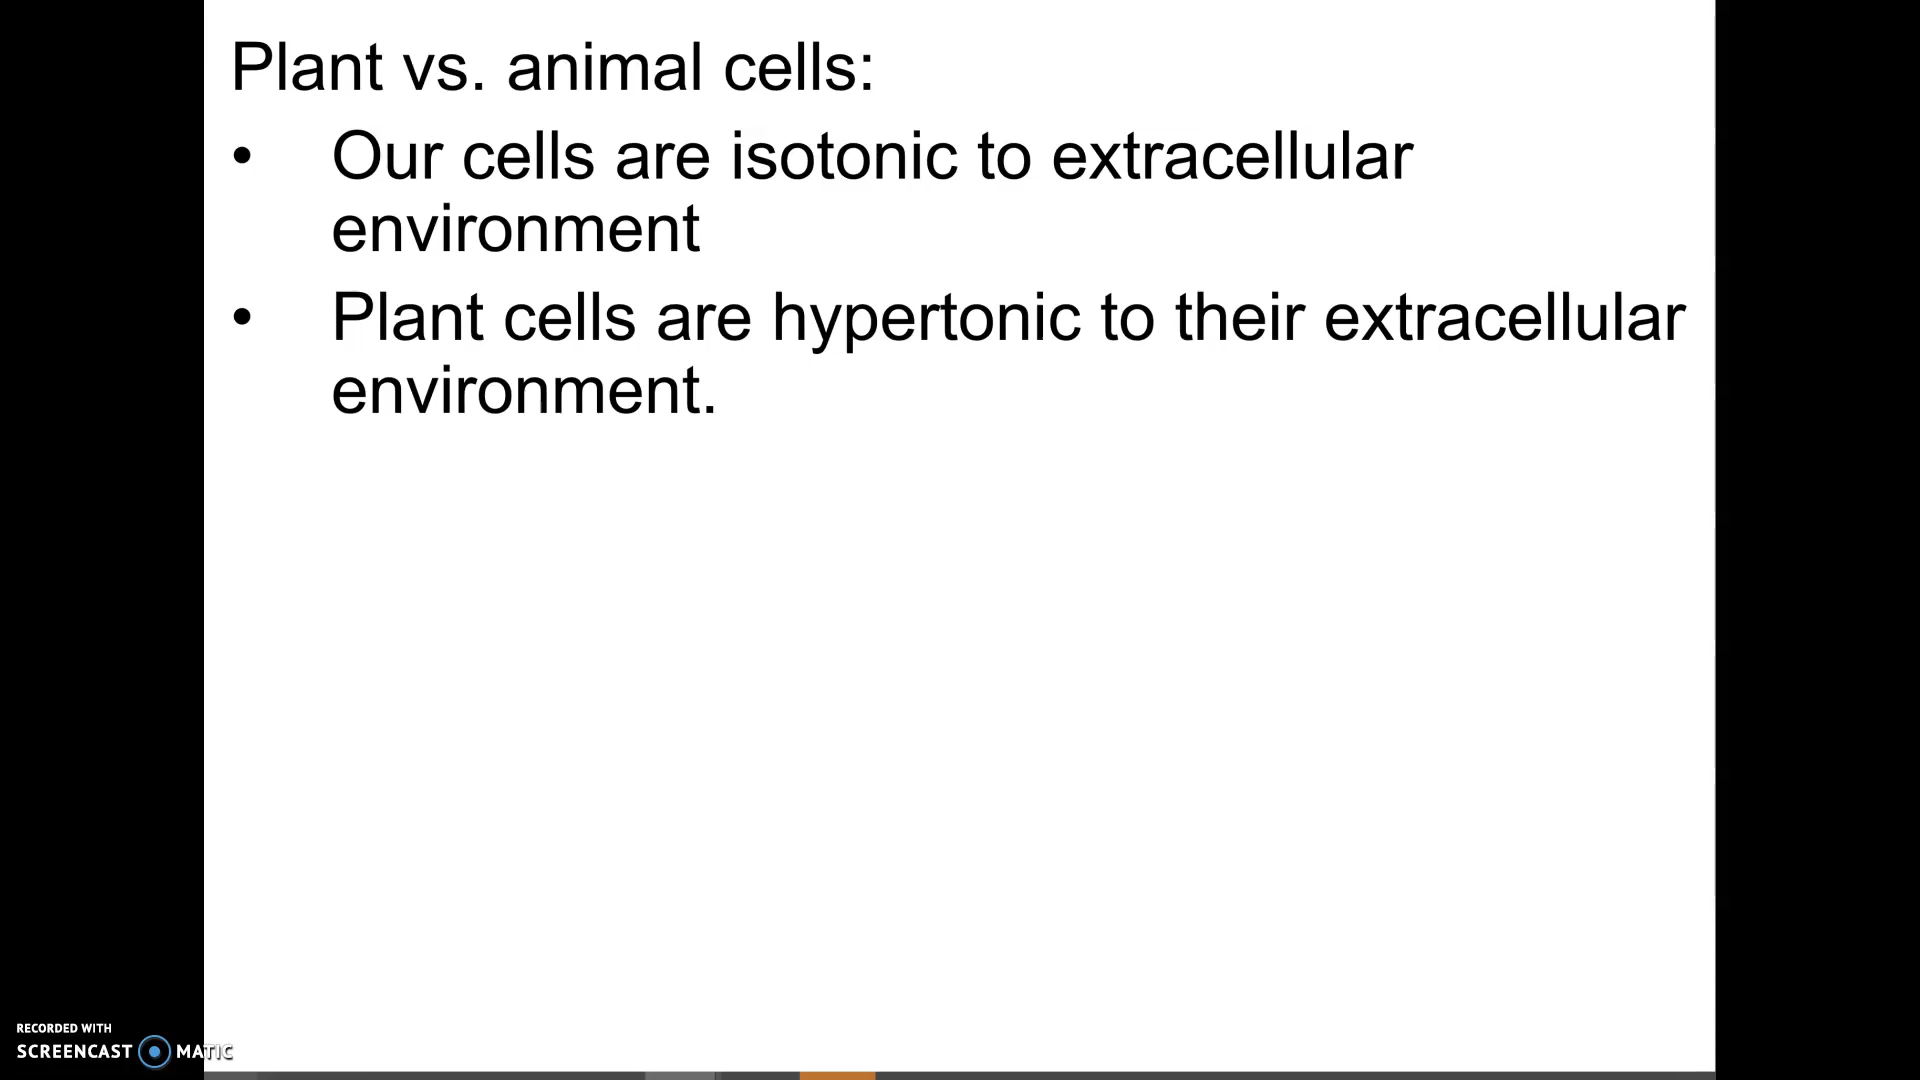 Plant vs. animal cells:
• Our cells are isotonic to extracellular
environment
• Plant cells are hypertonic to their extracellular
environment.
RECORDED WITH
SCREENCAST MATIC